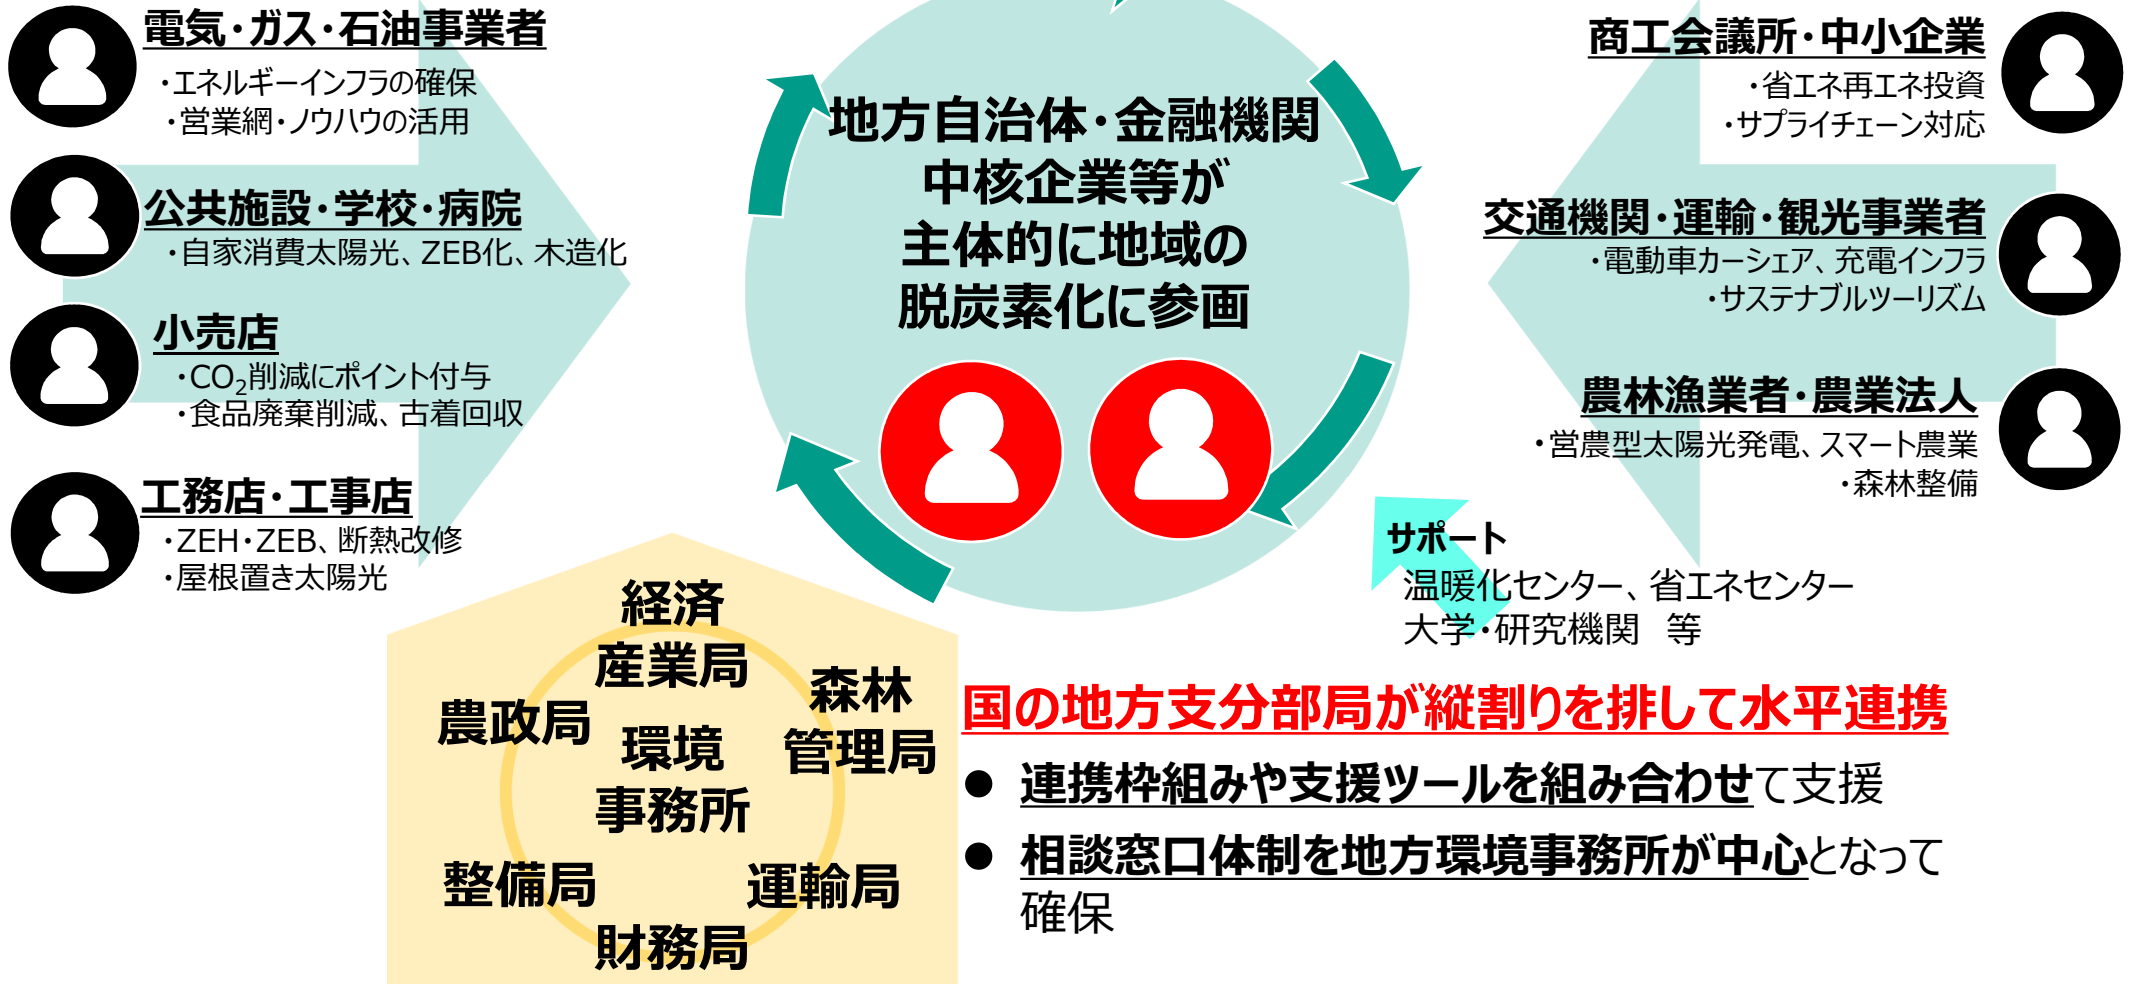 電気・ガス・石油事業者
・エネルギーインフラの確保
・営業網・ノウハウの活用
公共施設・学校・病院
・自家消費太陽光、ZEB化、木造化
小売店
・CO₂削減にポイント付与
・食品廃棄削減、古着回収
工務店・工事店
・ZEH・ZEB、断熱改修
・屋根置き太陽光
地方自治体・金融機関
中核企業等が
主体的に地域の
脱炭素化に参画
商工会議所・中小企業
・省エネ再エネ投資
・サプライチェーン対応
交通機関・運輸・観光事業者
・電動車カーシェア、充電インフラ
・サステナブルツーリズム
農林漁業者・農業法人
・営農型太陽光発電、スマート農業
・森林整備
サポート
温暖化センター、省エネセンター
大学・研究機関　等
経済
産業局
農政局
森林
管理局
環境
事務所
整備局
運輸局
財務局
国の地方支分部局が縦割りを排して水平連携
● 連携枠組みや支援ツールを組み合わせて支援
● 相談窓口体制を地方環境事務所が中心となって
確保